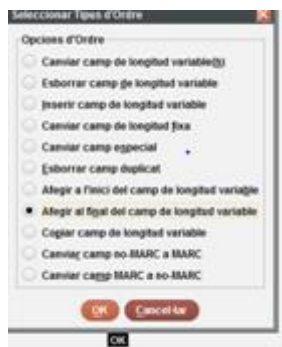 Seleccionar Tipus d'Ordre
Opcions d'Ordre
Canviar camp de longitud variable(s)
Esborrar camp de longitud variable
Inserir camp de longitud variable
Canviar camp de longitud fixa
Canviar camp especial
Esborrar camp duplicat
Afegir a l'inici del camp de longitud variable
Afegir al final del camp de longitud variable
Copiar camp de longitud variable
Canviar camp no-MARC a MARC
Canviar camp MARC a no-MARC
OK Cancel·lar
OK